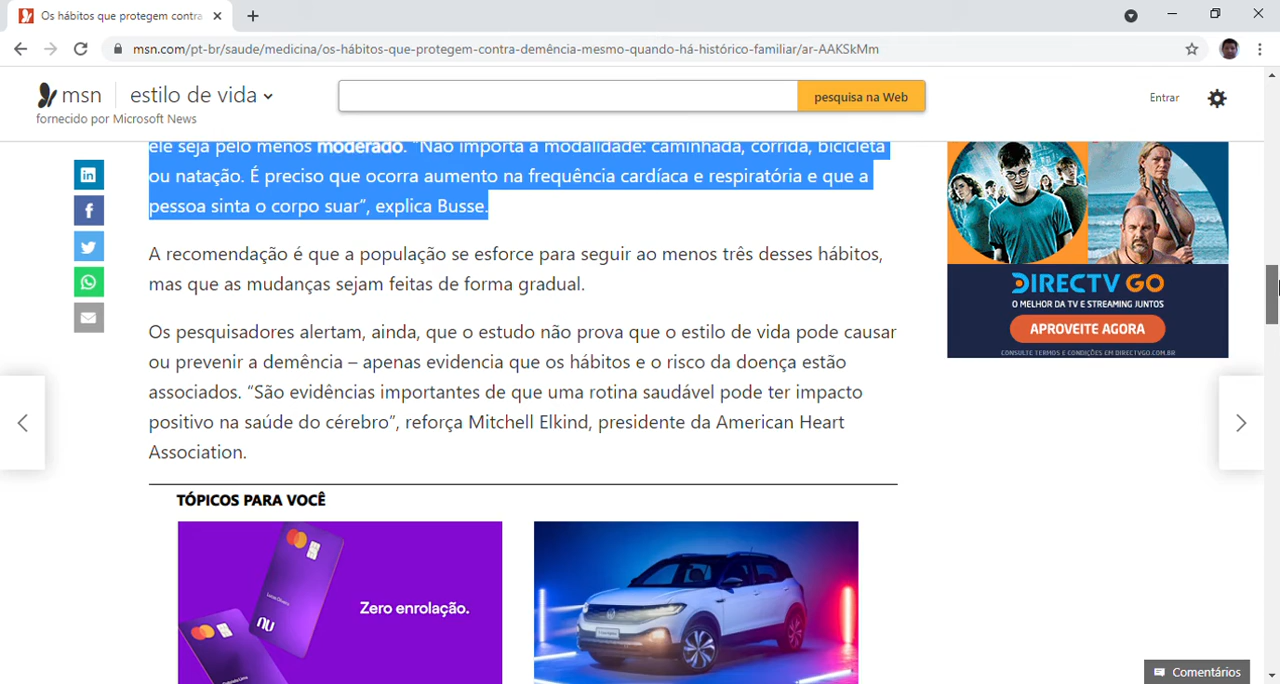 Os hábitos que protegem contra
msn.com/pt-br/saude/medicina/os-hábitos-que-protegem-contra-demência-mesmo-quando-há-histórico-familiar/ar-AAKSkMm
msn estilo de vida
pesquisa na Web
Entrar
fornecido por Microsoft News
ele seja pelo menos moderado. “Não importa a modalidade: caminhada, corrida, bicicleta
ou natação. É preciso que ocorra aumento na frequência cardíaca e respiratória e que a
pessoa sinta o corpo suar”, explica Busse.
A recomendação é que a população se esforce para seguir ao menos três desses hábitos,
mas que as mudanças sejam feitas de forma gradual.
Os pesquisadores alertam, ainda, que o estudo não prova que o estilo de vida pode causar
ou prevenir a demência – apenas evidencia que os hábitos e o risco da doença estão
associados. “São evidências importantes de que uma rotina saudável pode ter impacto
positivo na saúde do cérebro”, reforça Mitchell Elkind, presidente da American Heart
Association.
DIRECTV GO
O MELHOR DA TV E STREAMING JUNTOS
APROVEITE AGORA
CONSULTE TERMOS E CONDIÇÕES EM DIRECTVGO.COM.BR
TÓPICOS PARA VOCÊ
Zero enrolação.
nu
Comentários